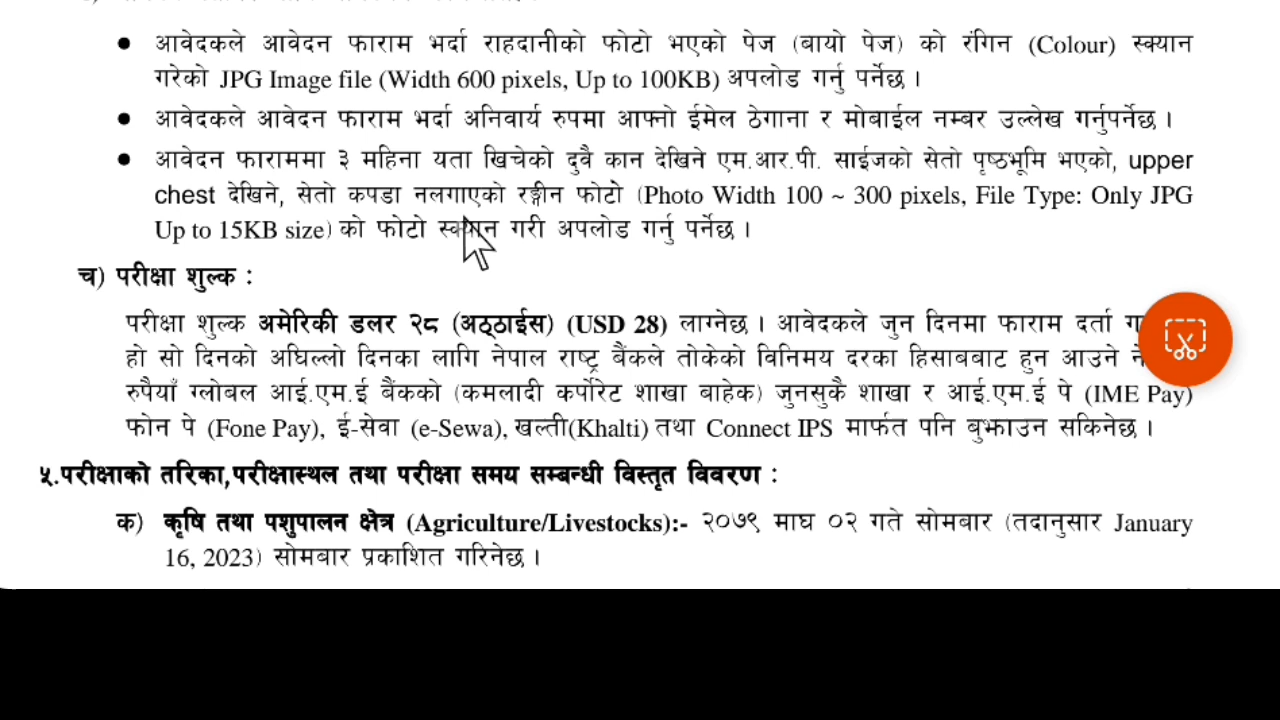 ● आवेदकले आवेदन फाराम भर्दा राहदानीको फोटो भएको पेज (बायो पेज) को रंगिन (Colour) स्क्यान
गरेको JPG Image file (Width 600 pixels, Up to 100KB) अपलोड गर्नु पर्नेछ ।
● आवेदकले आवेदन फाराम भर्दा अनिवार्य रुपमा आफ्नो ईमेल ठेगाना र मोबाईल नम्बर उल्लेख गर्नुपर्नेछ ।
● आवेदन फाराममा ३ महिना यता खिचेको दुवै कान देखिने एम.आर.पी. साईजको सेतो पृष्ठभूमि भएको, upper
chest देखिने, सेतो कपडा नलगाएको रङ्गीन फोटो (Photo Width 100 ~ 300 pixels, File Type: Only JPG
Up to 15KB size) को फोटो स्क्यान गरी अपलोड गर्नु पर्नेछ ।
च) परीक्षा शुल्क :
परीक्षा शुल्क अमेरिकी डलर २८ (अठ्ठाईस) (USD 28) लाग्नेछ । आवेदकले जुन दिनमा फाराम दर्ता
हो सो दिनको अघिल्लो दिनका लागि नेपाल राष्ट्र बैंकले तोकेको विनिमय दरका हिसाबबाट हुन आउने
रुपैयाँ ग्लोबल आई.एम.ई बैंकको (कमलादी कर्पोरेट शाखा बाहेक) जुनसुकै शाखा र आई.एम.ई पे (IME Pay)
फोन पे (Fone Pay), ई-सेवा (e-Sewa), खल्ती(Khalti) तथा Connect IPS मार्फत पनि बुझाउन सकिनेछ ।
५.परीक्षाको तरिका,परीक्षास्थल तथा परीक्षा समय सम्बन्धी विस्तृत विवरण :
क) कृषि तथा पशुपालन क्षेत्र (Agriculture/Livestocks):- २०७९ माघ ०२ गते सोमबार (तदानुसार January
16, 2023) सोमबार प्रकाशित गरिनेछ ।